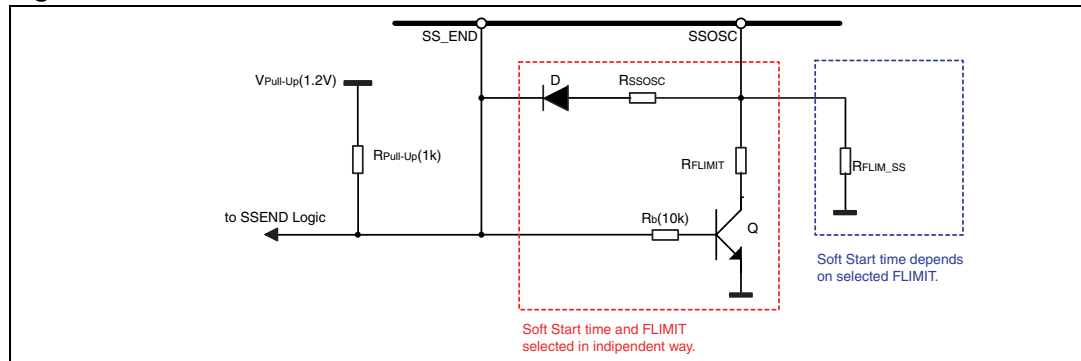 SS_END
SSOSC
VPull-Up(1.2V)
D
RSSOSC
RPull-Up(1k)
RFLIMIT
RFLIM_SS
to SSEND Logic
Rb(10k)
Q
Soft Start time depends
on selected FLIMIT.
Soft Start time and FLIMIT
selected in indipendent way.